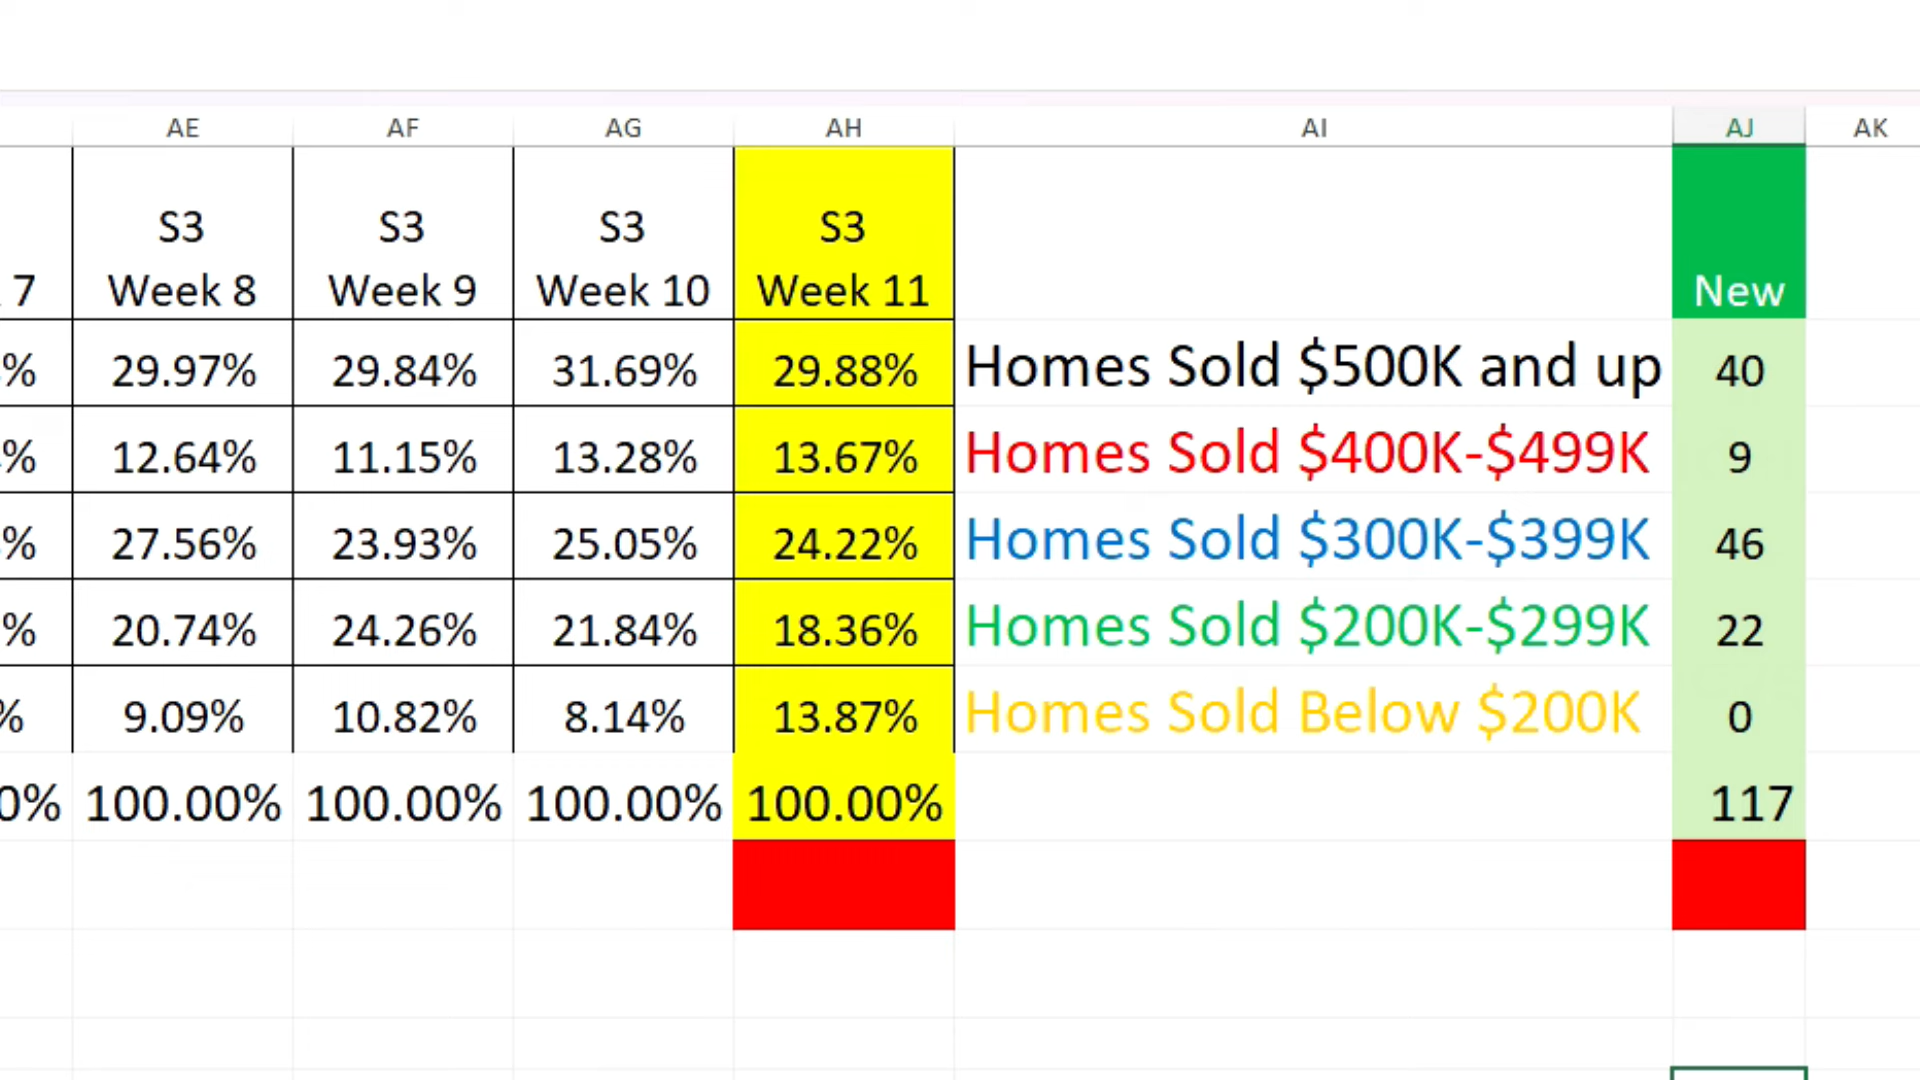 AE AF AG AH AI AJ AK
S3 S3 S3 S3
7 Week 8 Week 9 Week 10 Week 11 New
% 29.97% 29.84% 31.69% 29.88% Homes Sold $500K and up 40
% 12.64% 11.15% 13.28% 13.67% Homes Sold $400K-$499K 9
% 27.56% 23.93% 25.05% 24.22% Homes Sold $300K-$399K 46
% 20.74% 24.26% 21.84% 18.36% Homes Sold $200K-$299K 22
% 9.09% 10.82% 8.14% 13.87% Homes Sold Below $200K 0
0% 100.00% 100.00% 100.00% 100.00% 117